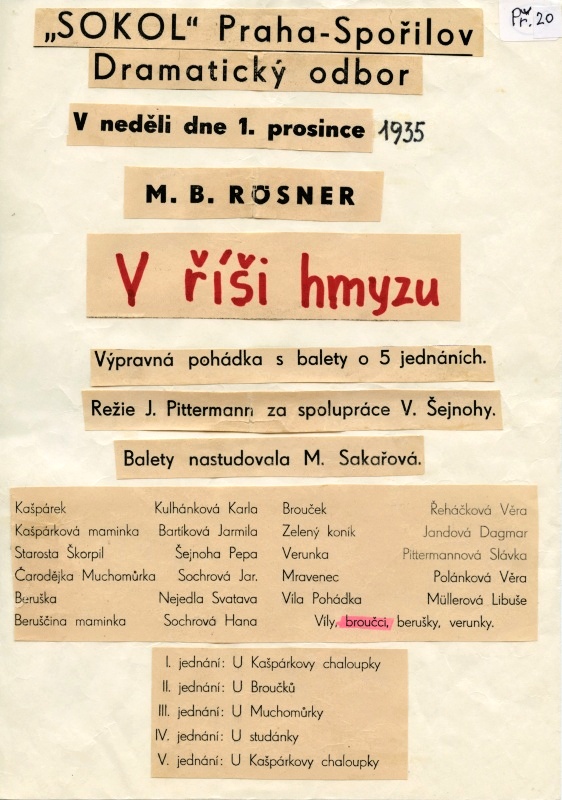 Př. 20
„SOKOL“ Praha-Spořilov
Dramatický odbor
V neděli dne 1. prosince 1935
M. B. RÖSNER
V říši hmyzu
Výpravná pohádka s balety o 5 jednáních.
Režie J. Pittermann za spolupráce V. Šejnohy.
Balety nastudovala M. Sakařová.
Kašpárek Kulhánková Karla Brouček Řeháčková Věra
Kašpárková maminka Bartíková Jarmila Zelený koník Jandová Dagmar
Starosta Škorpil Šejnoha Pepa Verunka Pittermannová Slávka
Čarodějka Muchomůrka Sochrová Jar. Mravenec Polánková Věra
Beruška Nejedla Svatava Víla Pohádka Müllerová Libuše
Beruščina maminka Sochrová Hana Víly, broučci, berušky, verunky.
I. jednání: U Kašpárkovy chaloupky
II. jednání: U Broučků
III. jednání: U Muchomůrky
IV. jednání: U studánky
V. jednání: U Kašpárkovy chaloupky